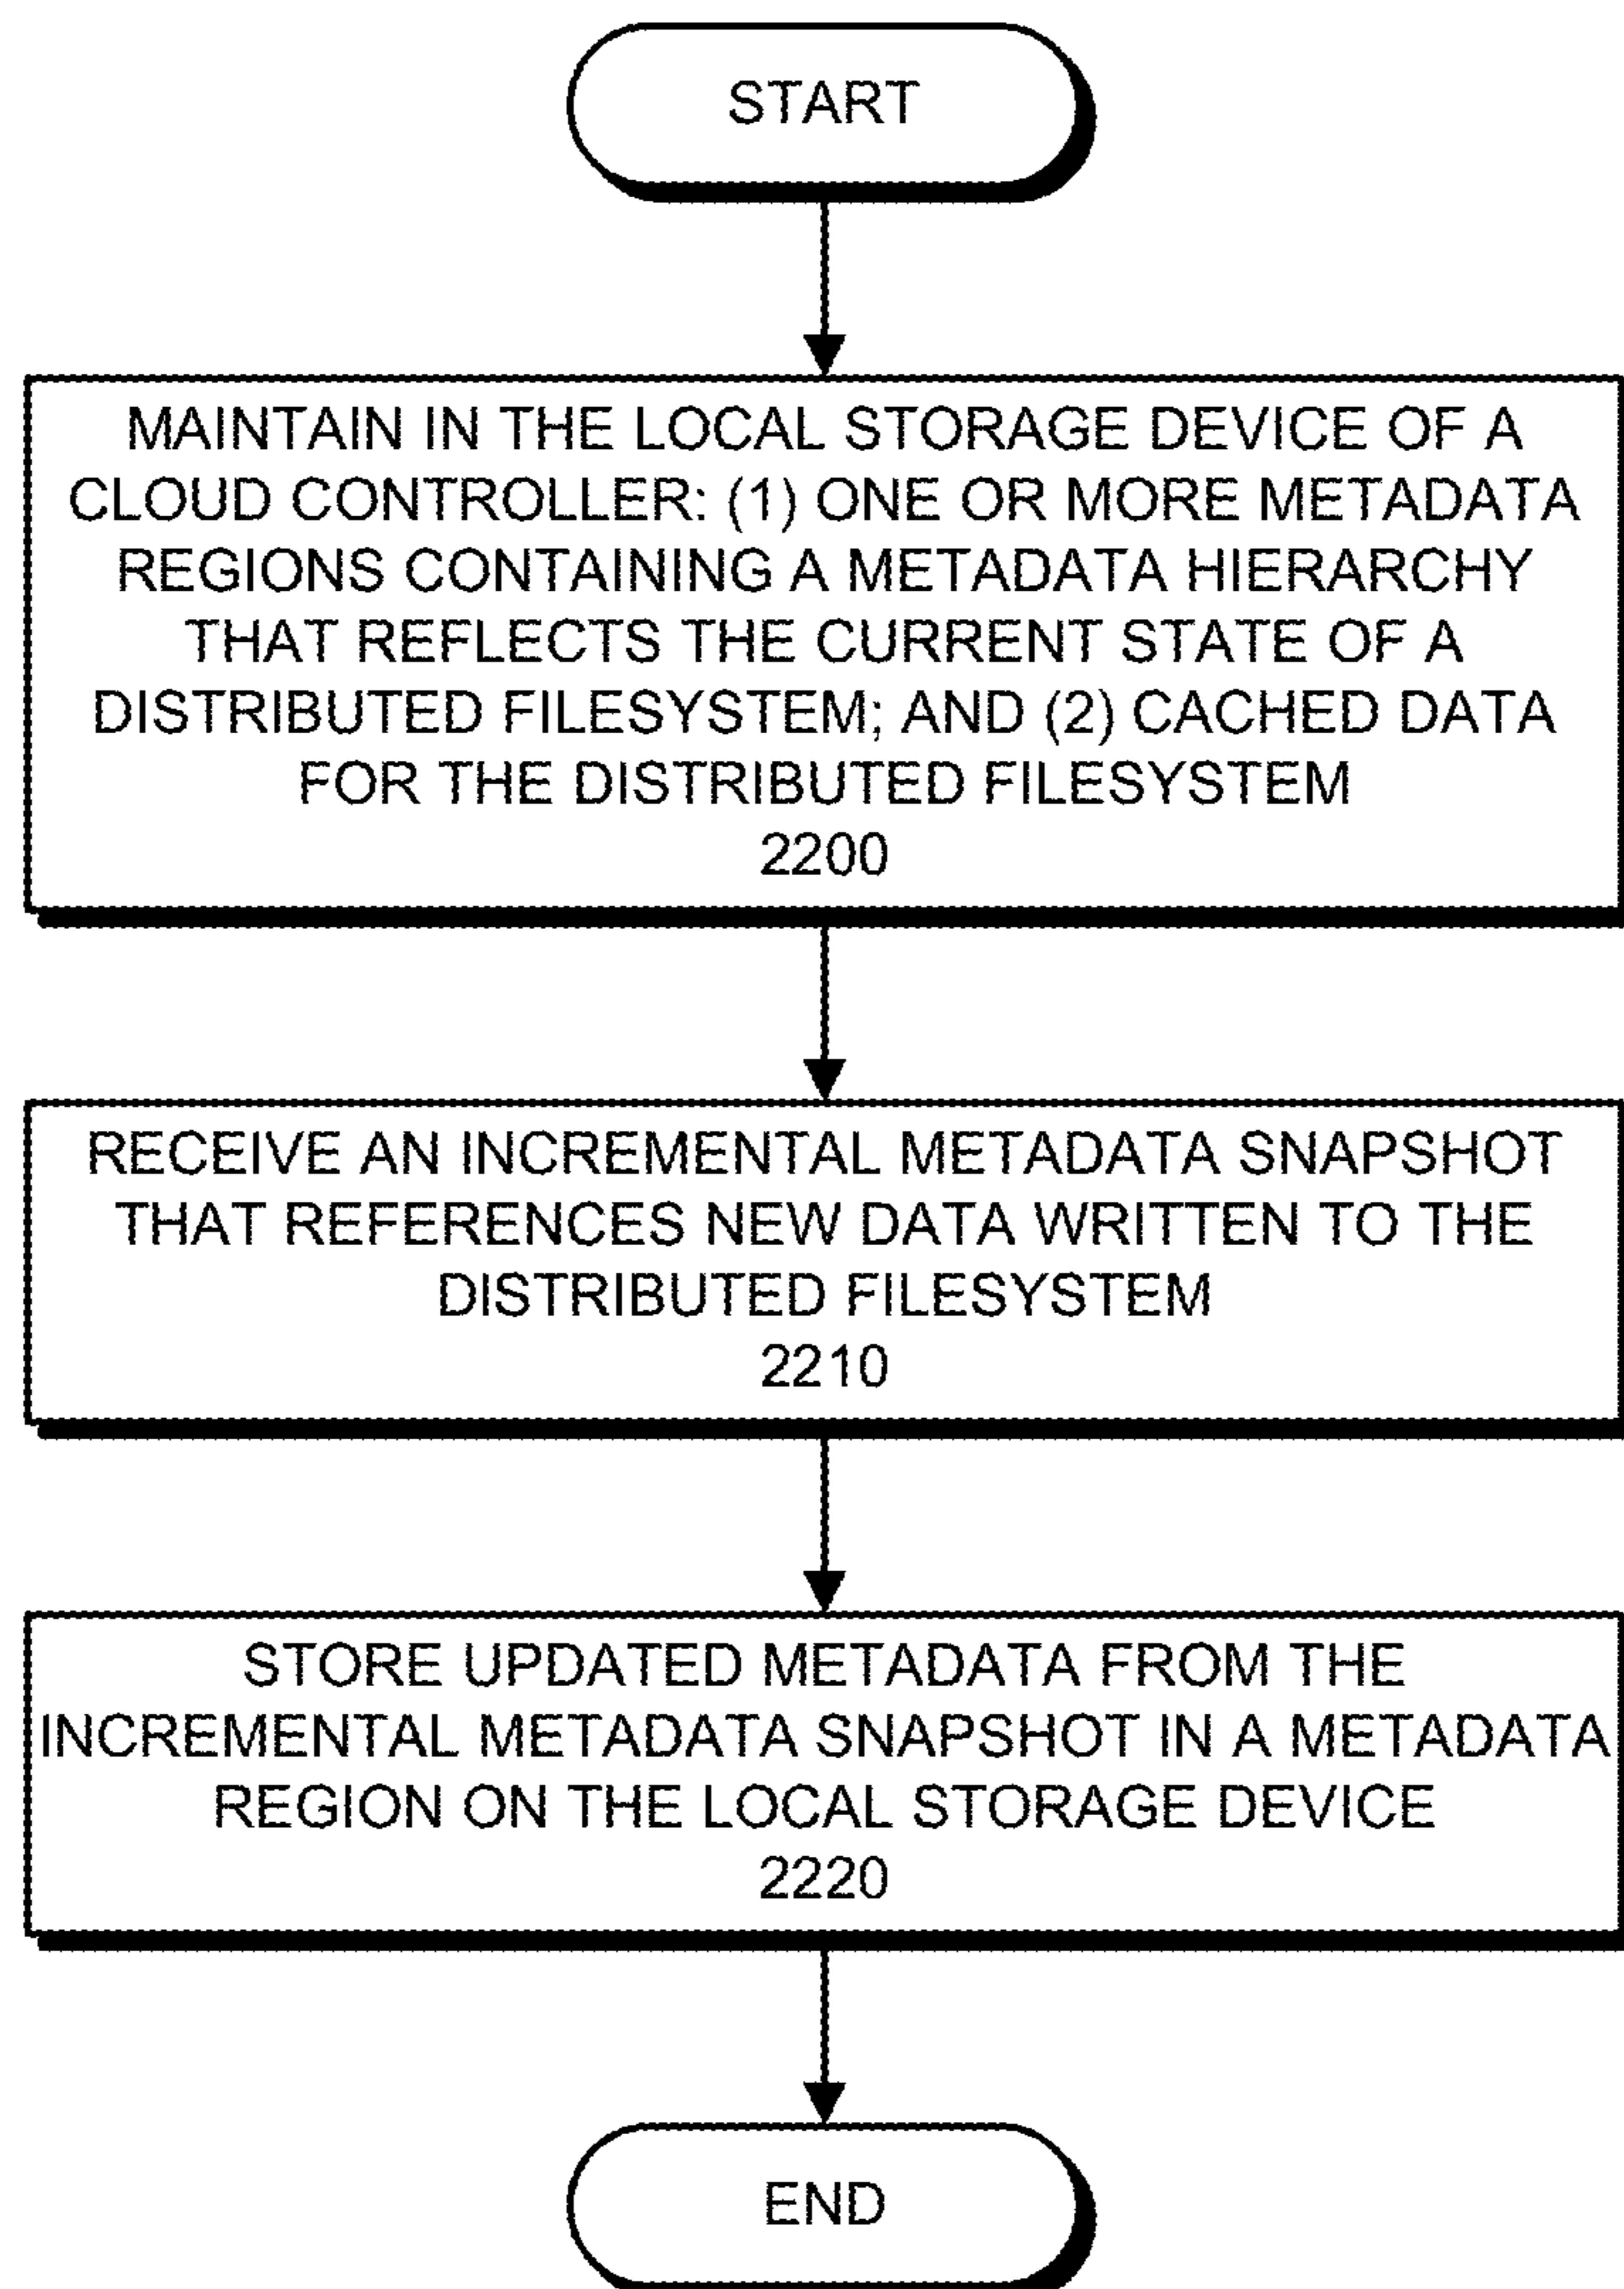 START
MAINTAIN IN THE LOCAL STORAGE DEVICE OF A
CLOUD CONTROLLER: (1) ONE OR MORE METADATA
REGIONS CONTAINING A METADATA HIERARCHY
THAT REFLECTS THE CURRENT STATE OF A
DISTRIBUTED FILESYSTEM; AND (2) CACHED DATA
FOR THE DISTRIBUTED FILESYSTEM
2200
RECEIVE AN INCREMENTAL METADATA SNAPSHOT
THAT REFERENCES NEW DATA WRITTEN TO THE
DISTRIBUTED FILESYSTEM
2210
STORE UPDATED METADATA FROM THE
INCREMENTAL METADATA SNAPSHOT IN A METADATA
REGION ON THE LOCAL STORAGE DEVICE
2220
END